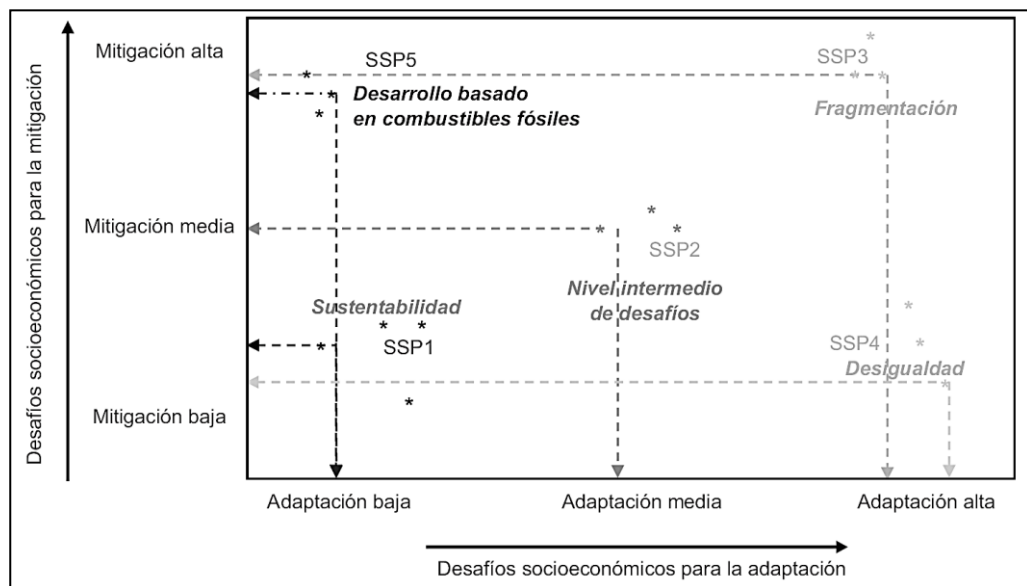 Desafíos socioeconómicos para la mitigación
Mitigación alta
Mitigación media
Mitigación baja
SSP5
Desarrollo basado
en combustibles fósiles
SSP3
Fragmentación
SSP2
Nivel intermedio
de desafíos
Sustentabilidad
SSP1
SSP4
Desigualdad
Adaptación baja
Adaptación media
Adaptación alta
Desafíos socioeconómicos para la adaptación